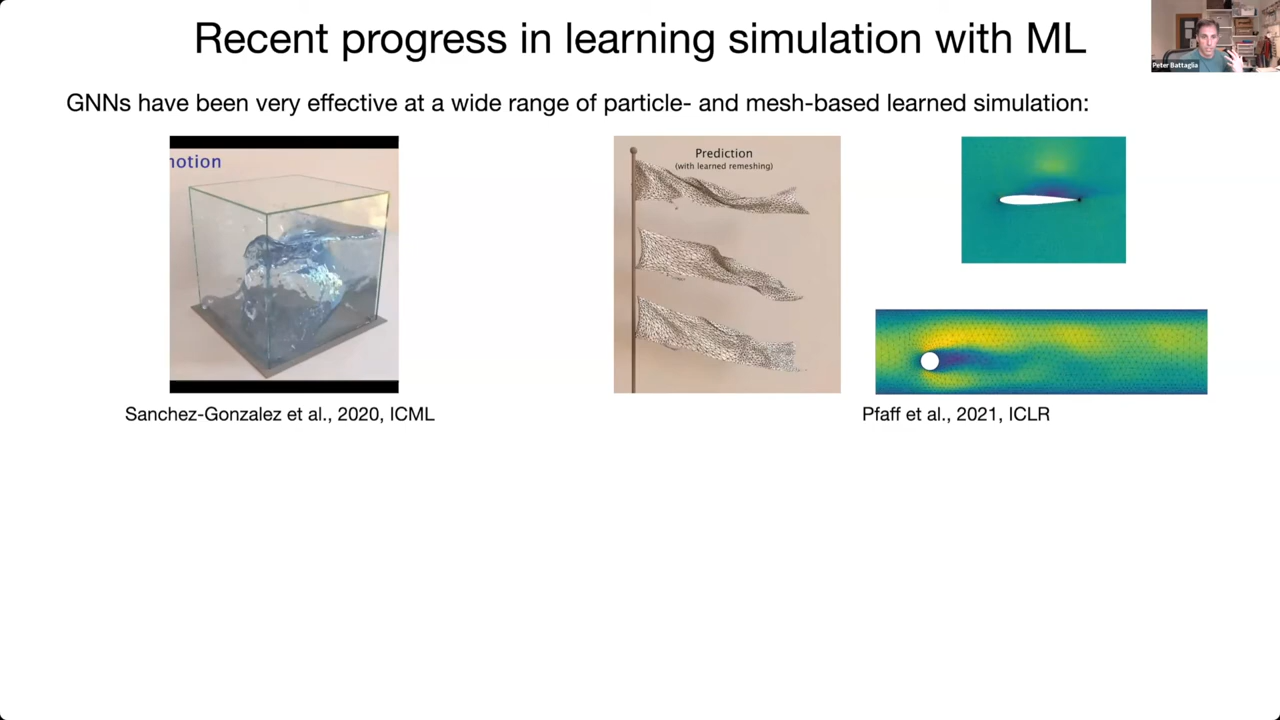 Recent progress in learning simulation with ML
Peter Battaglia
GNNs have been very effective at a wide range of particle- and mesh-based learned simulation:
notion
Prediction
(with learned remeshing)
Sanchez-Gonzalez et al., 2020, ICML
Pfaff et al., 2021, ICLR